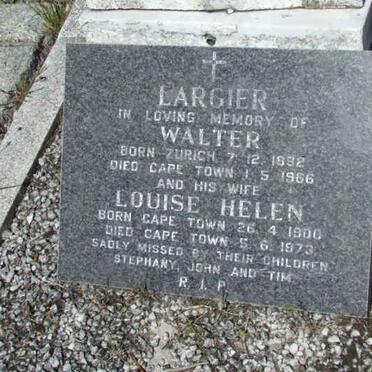 LARGIER
IN LOVING MEMORY OF
WALTER
BORN ZURICH 7.12.1892
DIED CAPE TOWN 1.5.1966
AND HIS WIFE
LOUISE HELEN
BORN CAPE TOWN 26.4.1900
DIED CAPE TOWN 5.6.1973
SADLY MISSED BY THEIR CHILDREN
STEPHANY, JOHN AND TIM
R.I.P.